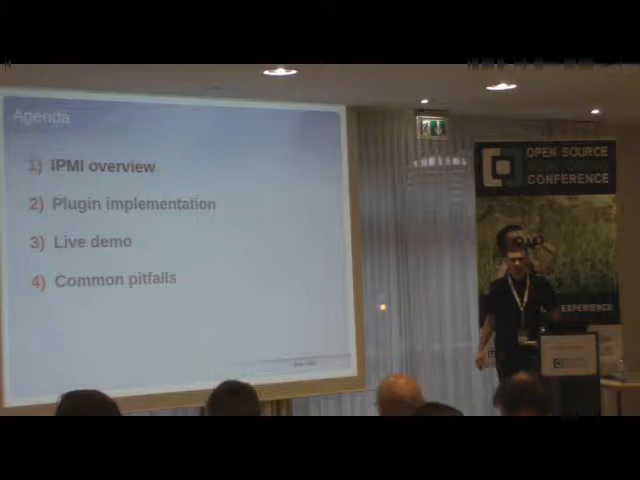 Agenda
1) IPMI overview
2) Plugin implementation
3) Live demo
4) Common pitfalls
OPEN SOURCE
CONFERENCE
EXPERIENCE